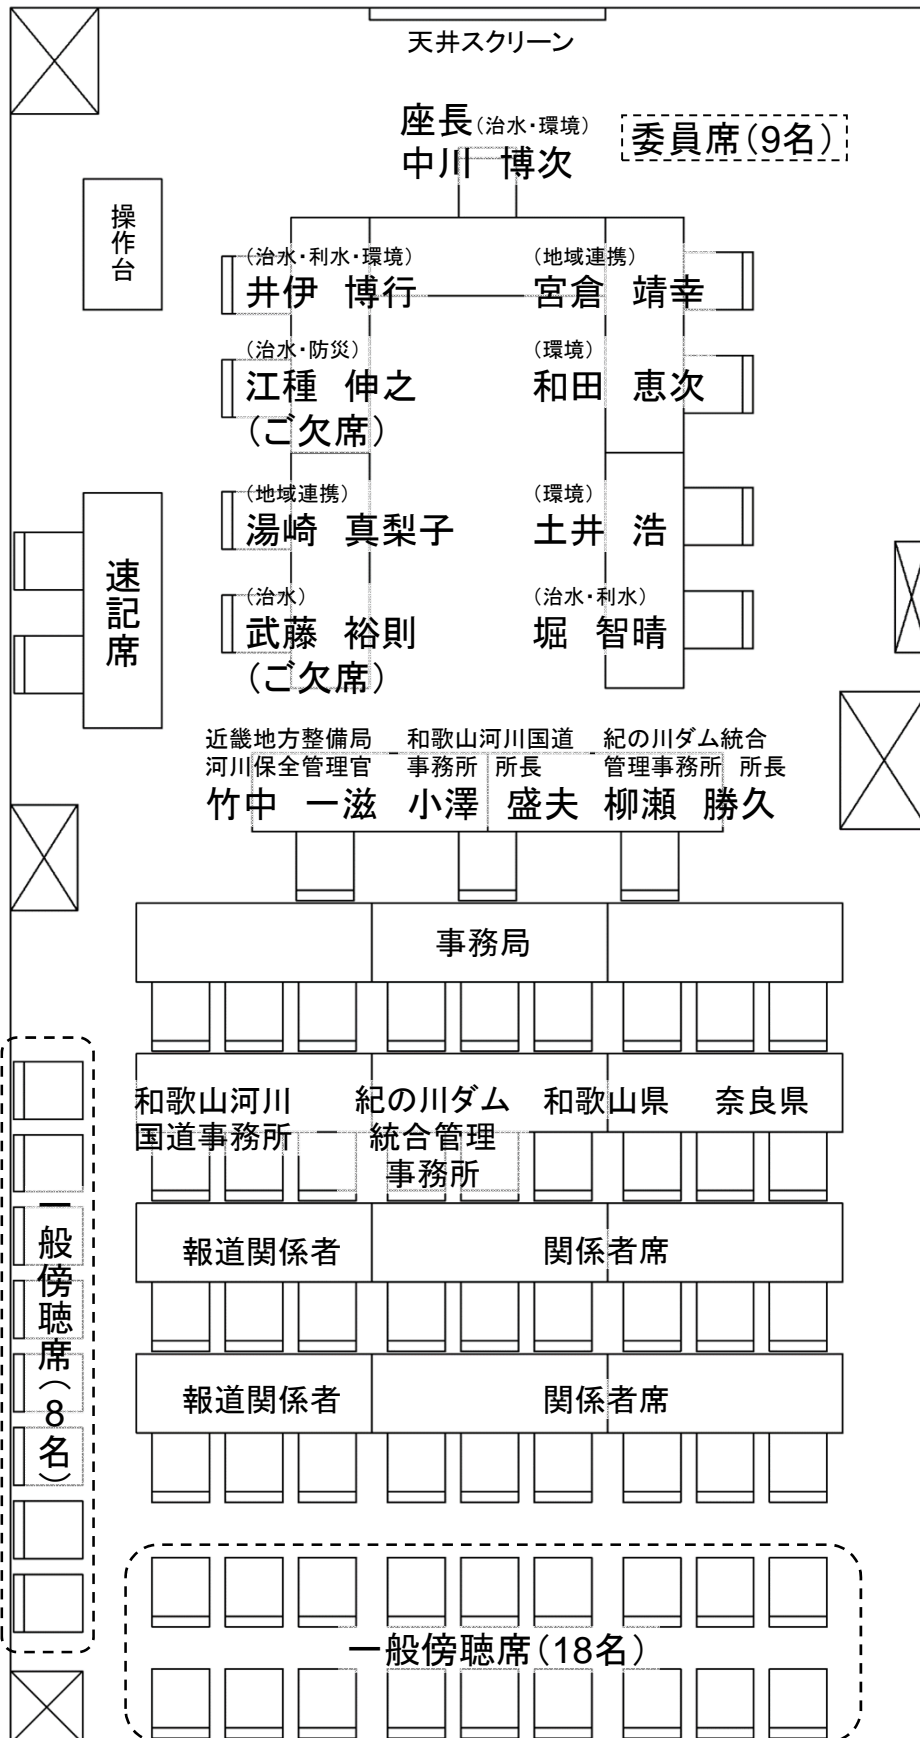 天井スクリーン
座長(治水・環境)
中川 博次
委員席(9名)
操作台
(治水・利水・環境)
井伊 博行
(地域連携)
宮倉 靖幸
(治水・防災)
江種 伸之
(ご欠席)
(環境)
和田 恵次
(地域連携)
湯崎 真梨子
(環境)
土井 浩
速記席
(治水)
武藤 裕則
(ご欠席)
(治水・利水)
堀 智晴
近畿地方整備局
河川保全管理官
竹中 一滋
和歌山河川国道
事務所 所長
小澤 盛夫
紀の川ダム統合
管理事務所 所長
柳瀬 勝久
事務局
和歌山河川
国道事務所
紀の川ダム
統合管理
事務所
和歌山県
奈良県
報道関係者
関係者席
一般傍聴席(8名)
報道関係者
関係者席
一般傍聴席(18名)